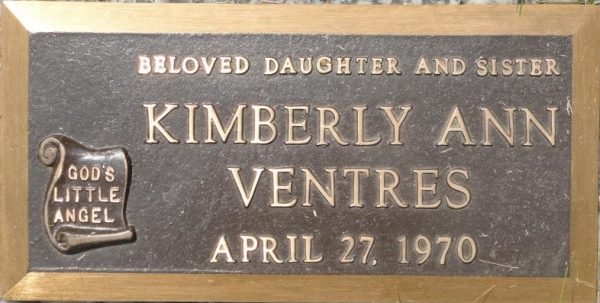 BELOVED DAUGHTER AND SISTER
KIMBERLY ANN
VENTRES
APRIL 27, 1970
GOD'S
LITTLE
ANGEL